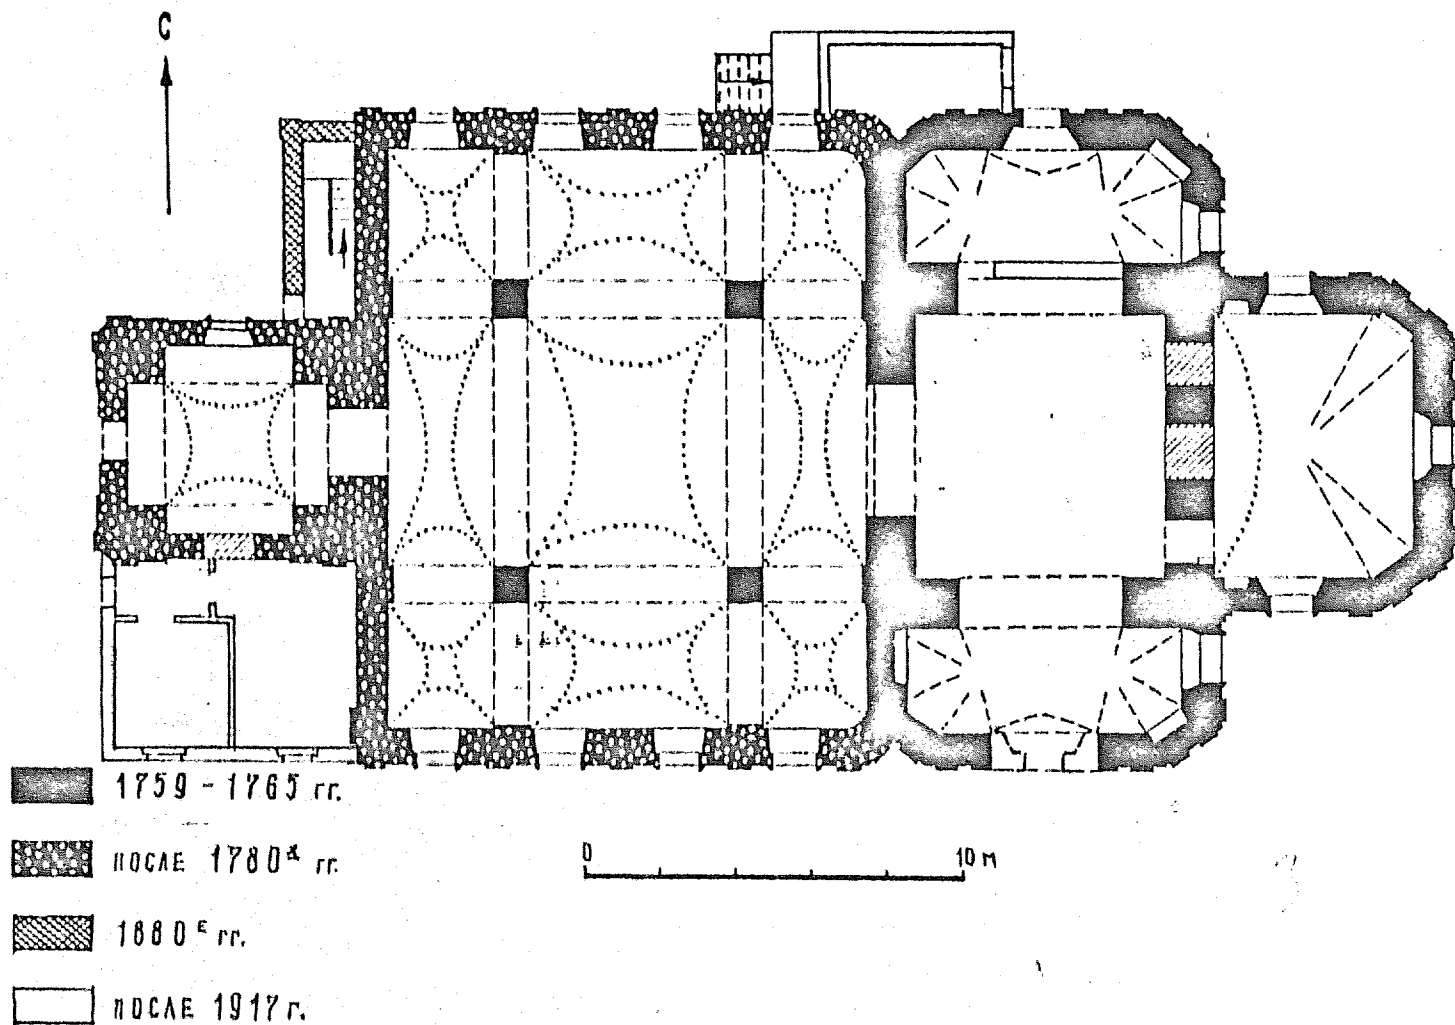 С
1759 - 1765 гг.
ПОСЛЕ 1780х гг.
1880е гг.
ПОСЛЕ 1917 г.
0 10 м